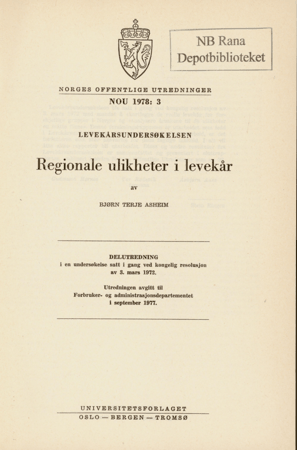 NB Rana
Depotbiblioteket
NORGES OFFENTLIGE UTREDNINGER
NOU 1978: 3
LEVEKÅRSUNDERSØKELSEN
Regionale ulikheter i levekår
AV
BJØRN TERJE ASHEIM
DELUTREDNING
i en undersøkelse satt i gang ved kongelig resolusjon
av 3. mars 1972.
Utredningen avgitt til
Forbruker- og administrasjonsdepartementet
i september 1977.
UNIVERSITETSFORLAGET
OSLO — BERGEN — TROMSØ